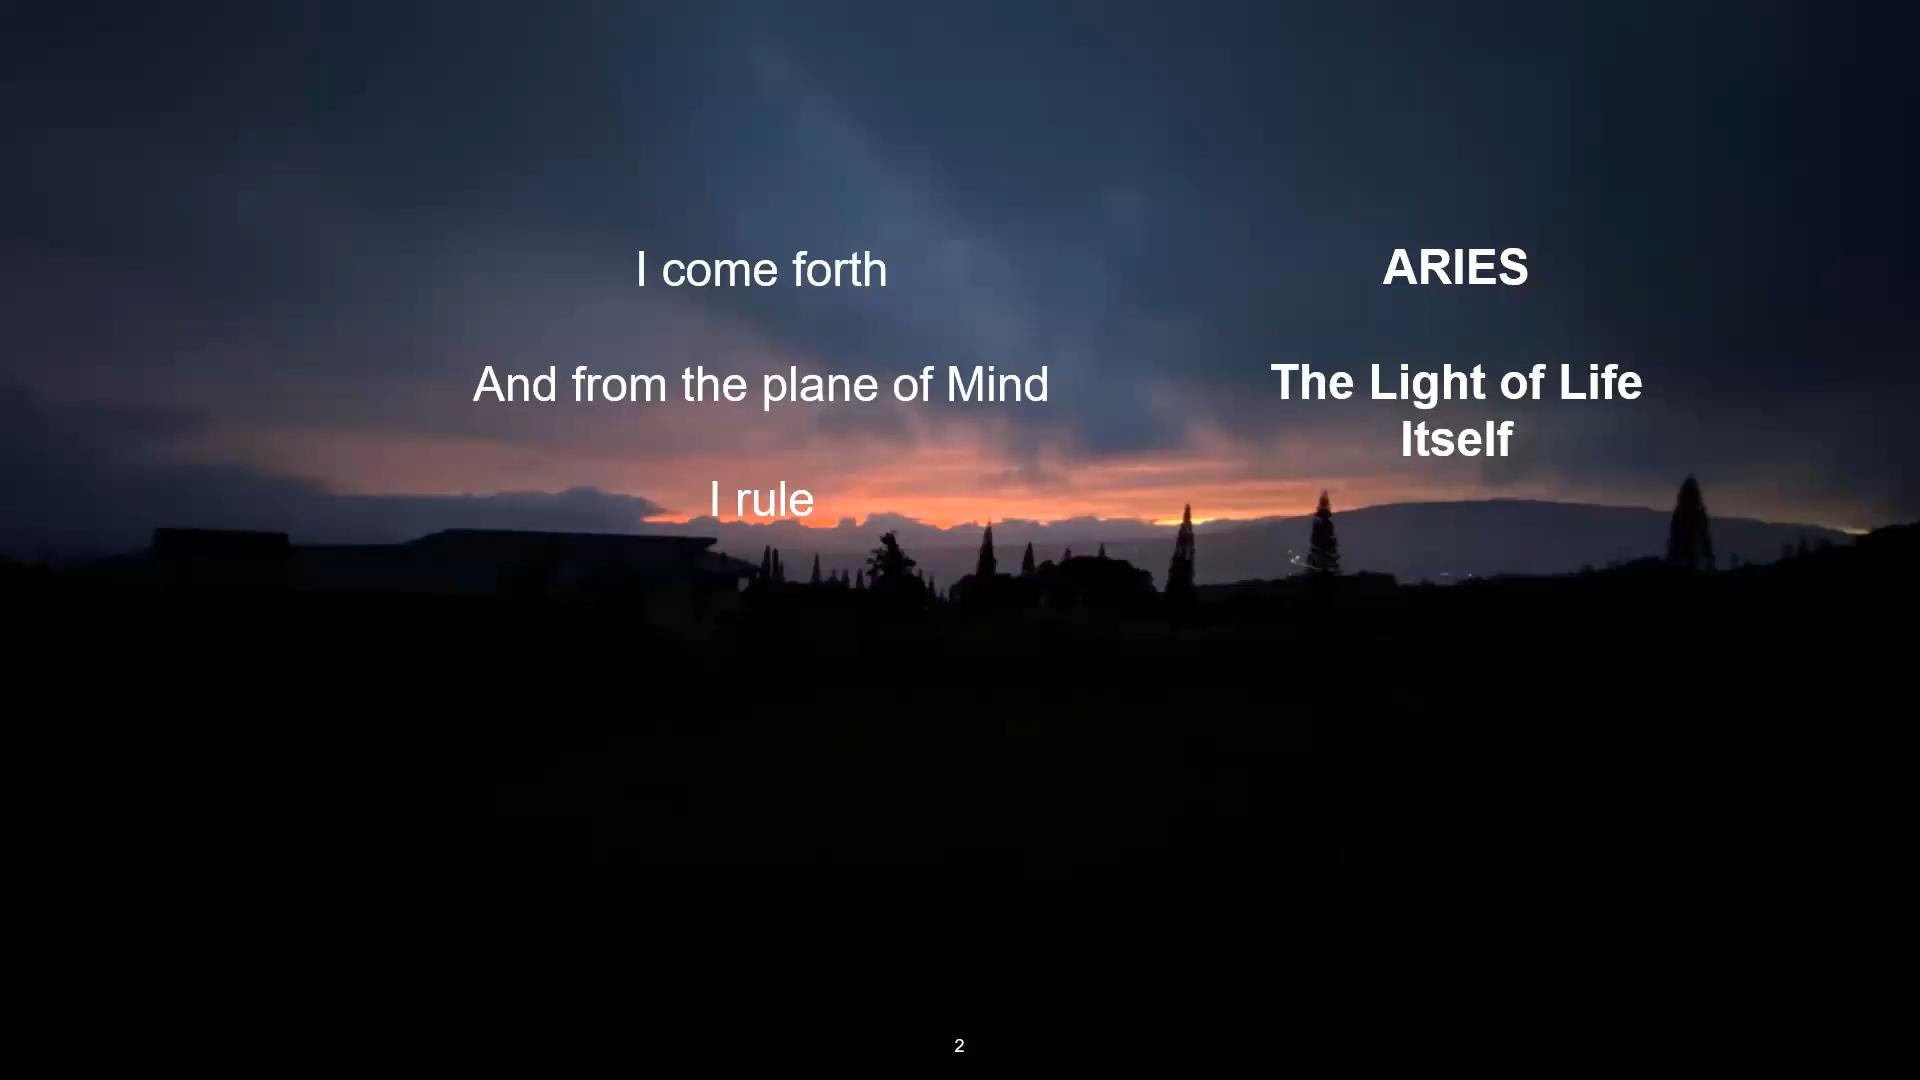 I come forth
And from the plane of Mind
I rule
ARIES
The Light of Life
Itself
2